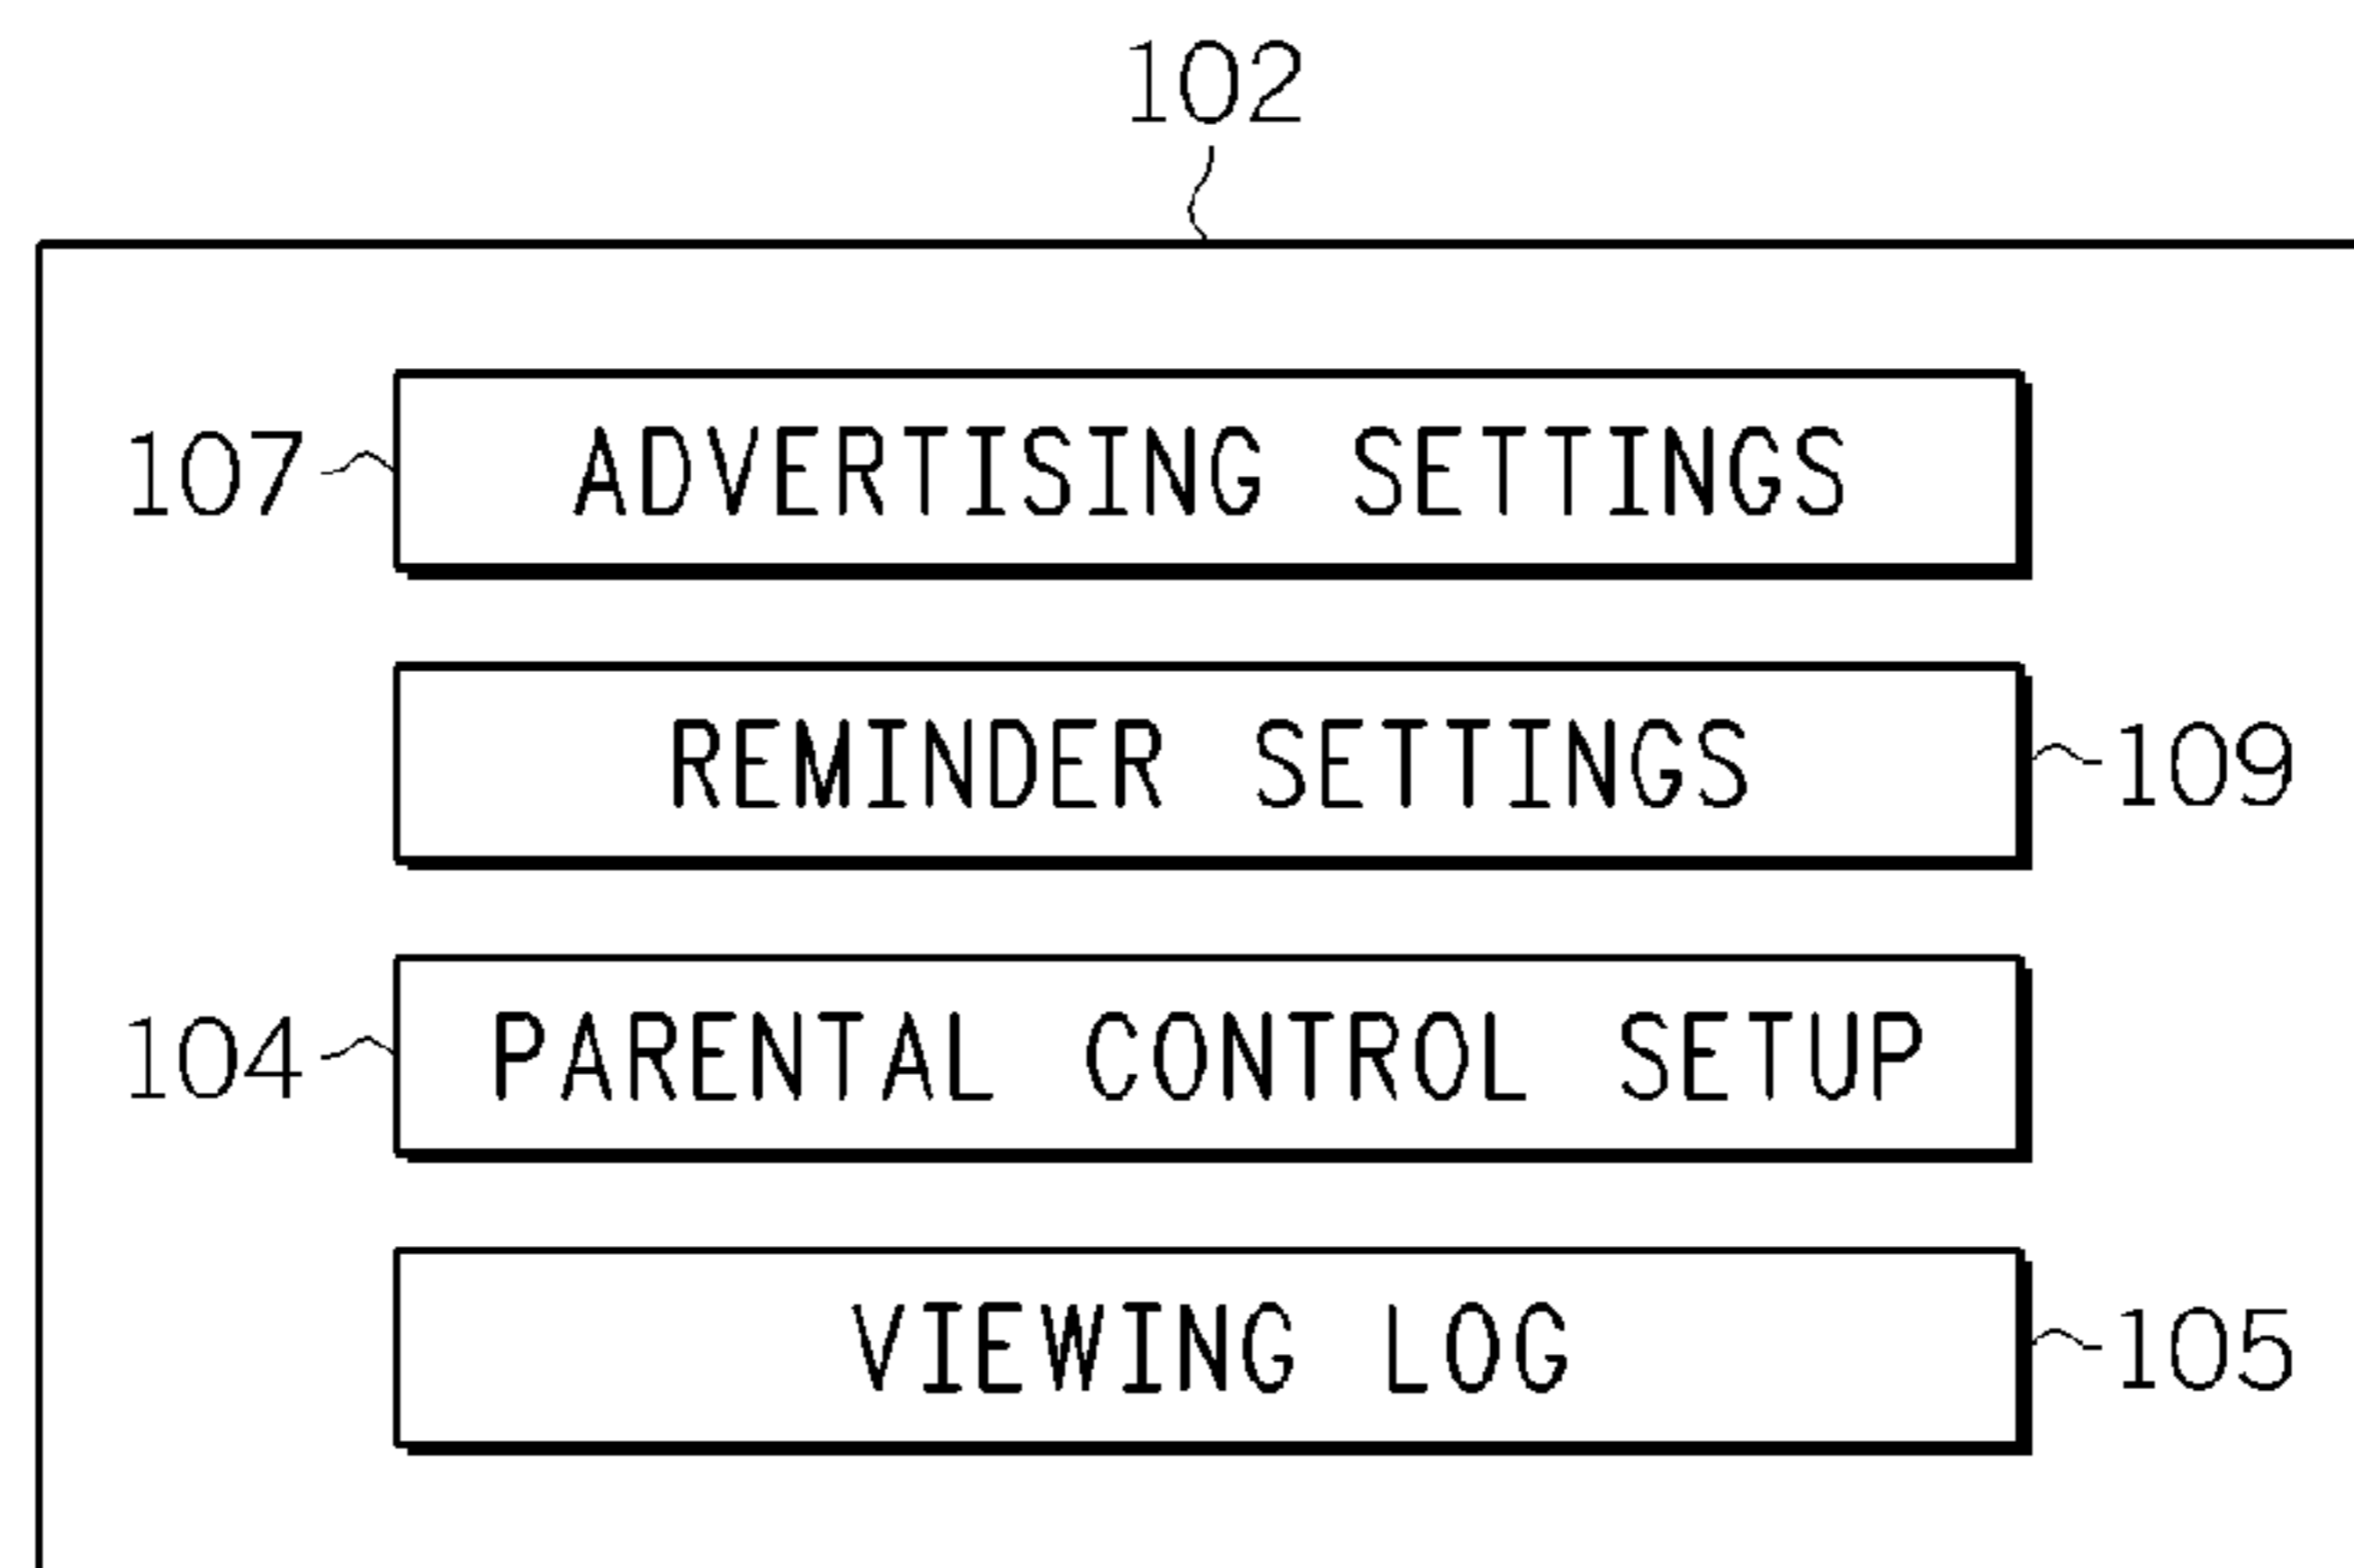 102
107 ADVERTISING SETTINGS
REMINDER SETTINGS 109
104 PARENTAL CONTROL SETUP
VIEWING LOG 105